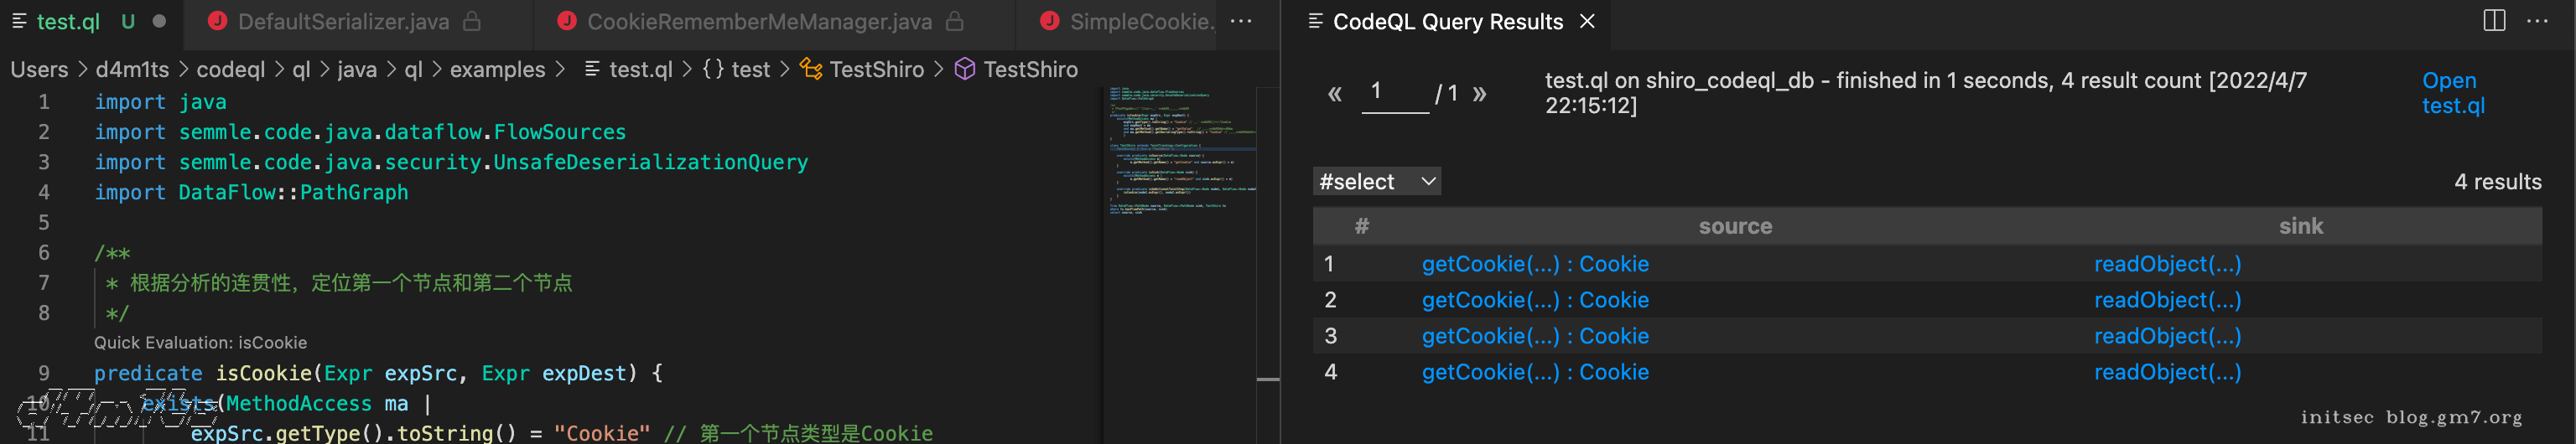 test.ql U
DefaultSerializer.java
CookieRememberMeManager.java
SimpleCookie.
Users > d4m1ts > codeql > ql > java > ql > examples > test.ql > {} test > TestShiro > TestShiro
1 import java
2 import semmle.code.java.dataflow.FlowSources
3 import semmle.code.java.security.UnsafeDeserializationQuery
4 import DataFlow::PathGraph
5
6 /**
7 * 根据分析的连贯性，定位第一个节点和第二个节点
8 */
Quick Evaluation: isCookie
9 predicate isCookie(Expr expSrc, Expr expDest) {
10 exists(MethodAccess ma |
11 expSrc.getType().toString() = "Cookie" // 第一个节点类型是Cookie
CodeQL Query Results
« 1 / 1 »
test.ql on shiro_codeql_db - finished in 1 seconds, 4 result count [2022/4/7
22:15:12]
Open
test.ql
#select
4 results
# source sink
1 getCookie(...) : Cookie readObject(...)
2 getCookie(...) : Cookie readObject(...)
3 getCookie(...) : Cookie readObject(...)
4 getCookie(...) : Cookie readObject(...)
initsec blog.gm7.org